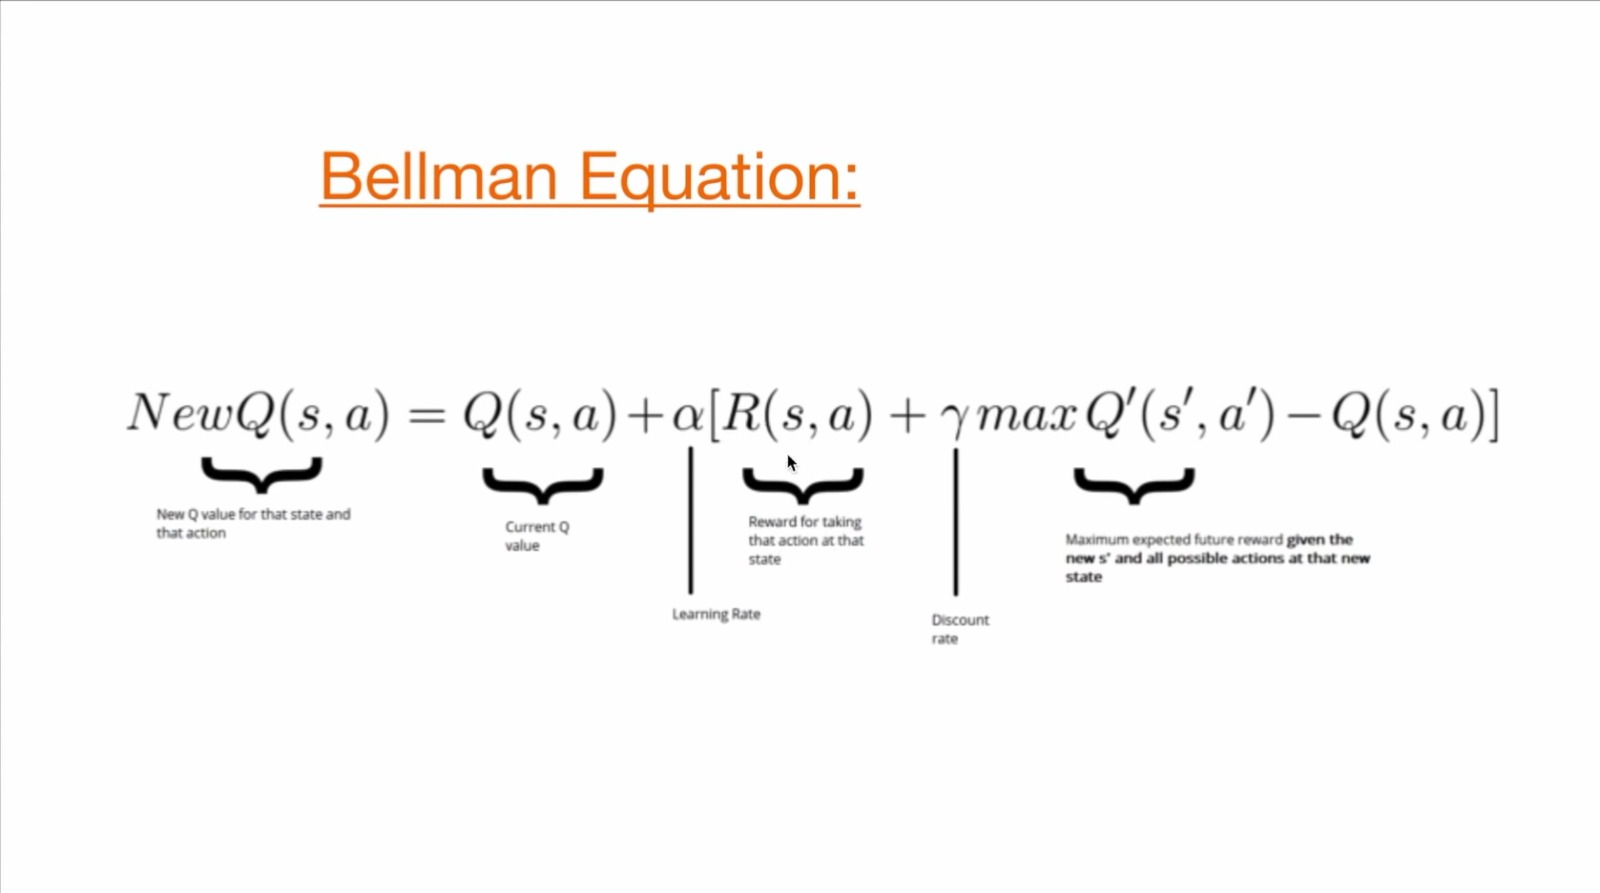 Bellman Equation:
NewQ(s, a) = Q(s, a)+α[R(s, a) + γmaxQ′(s′, a′)−Q(s, a)]
New Q value for that state and
that action
Current Q
value
Learning Rate
Reward for taking
that action at that
state
Discount
rate
Maximum expected future reward given the
new s' and all possible actions at that new
state